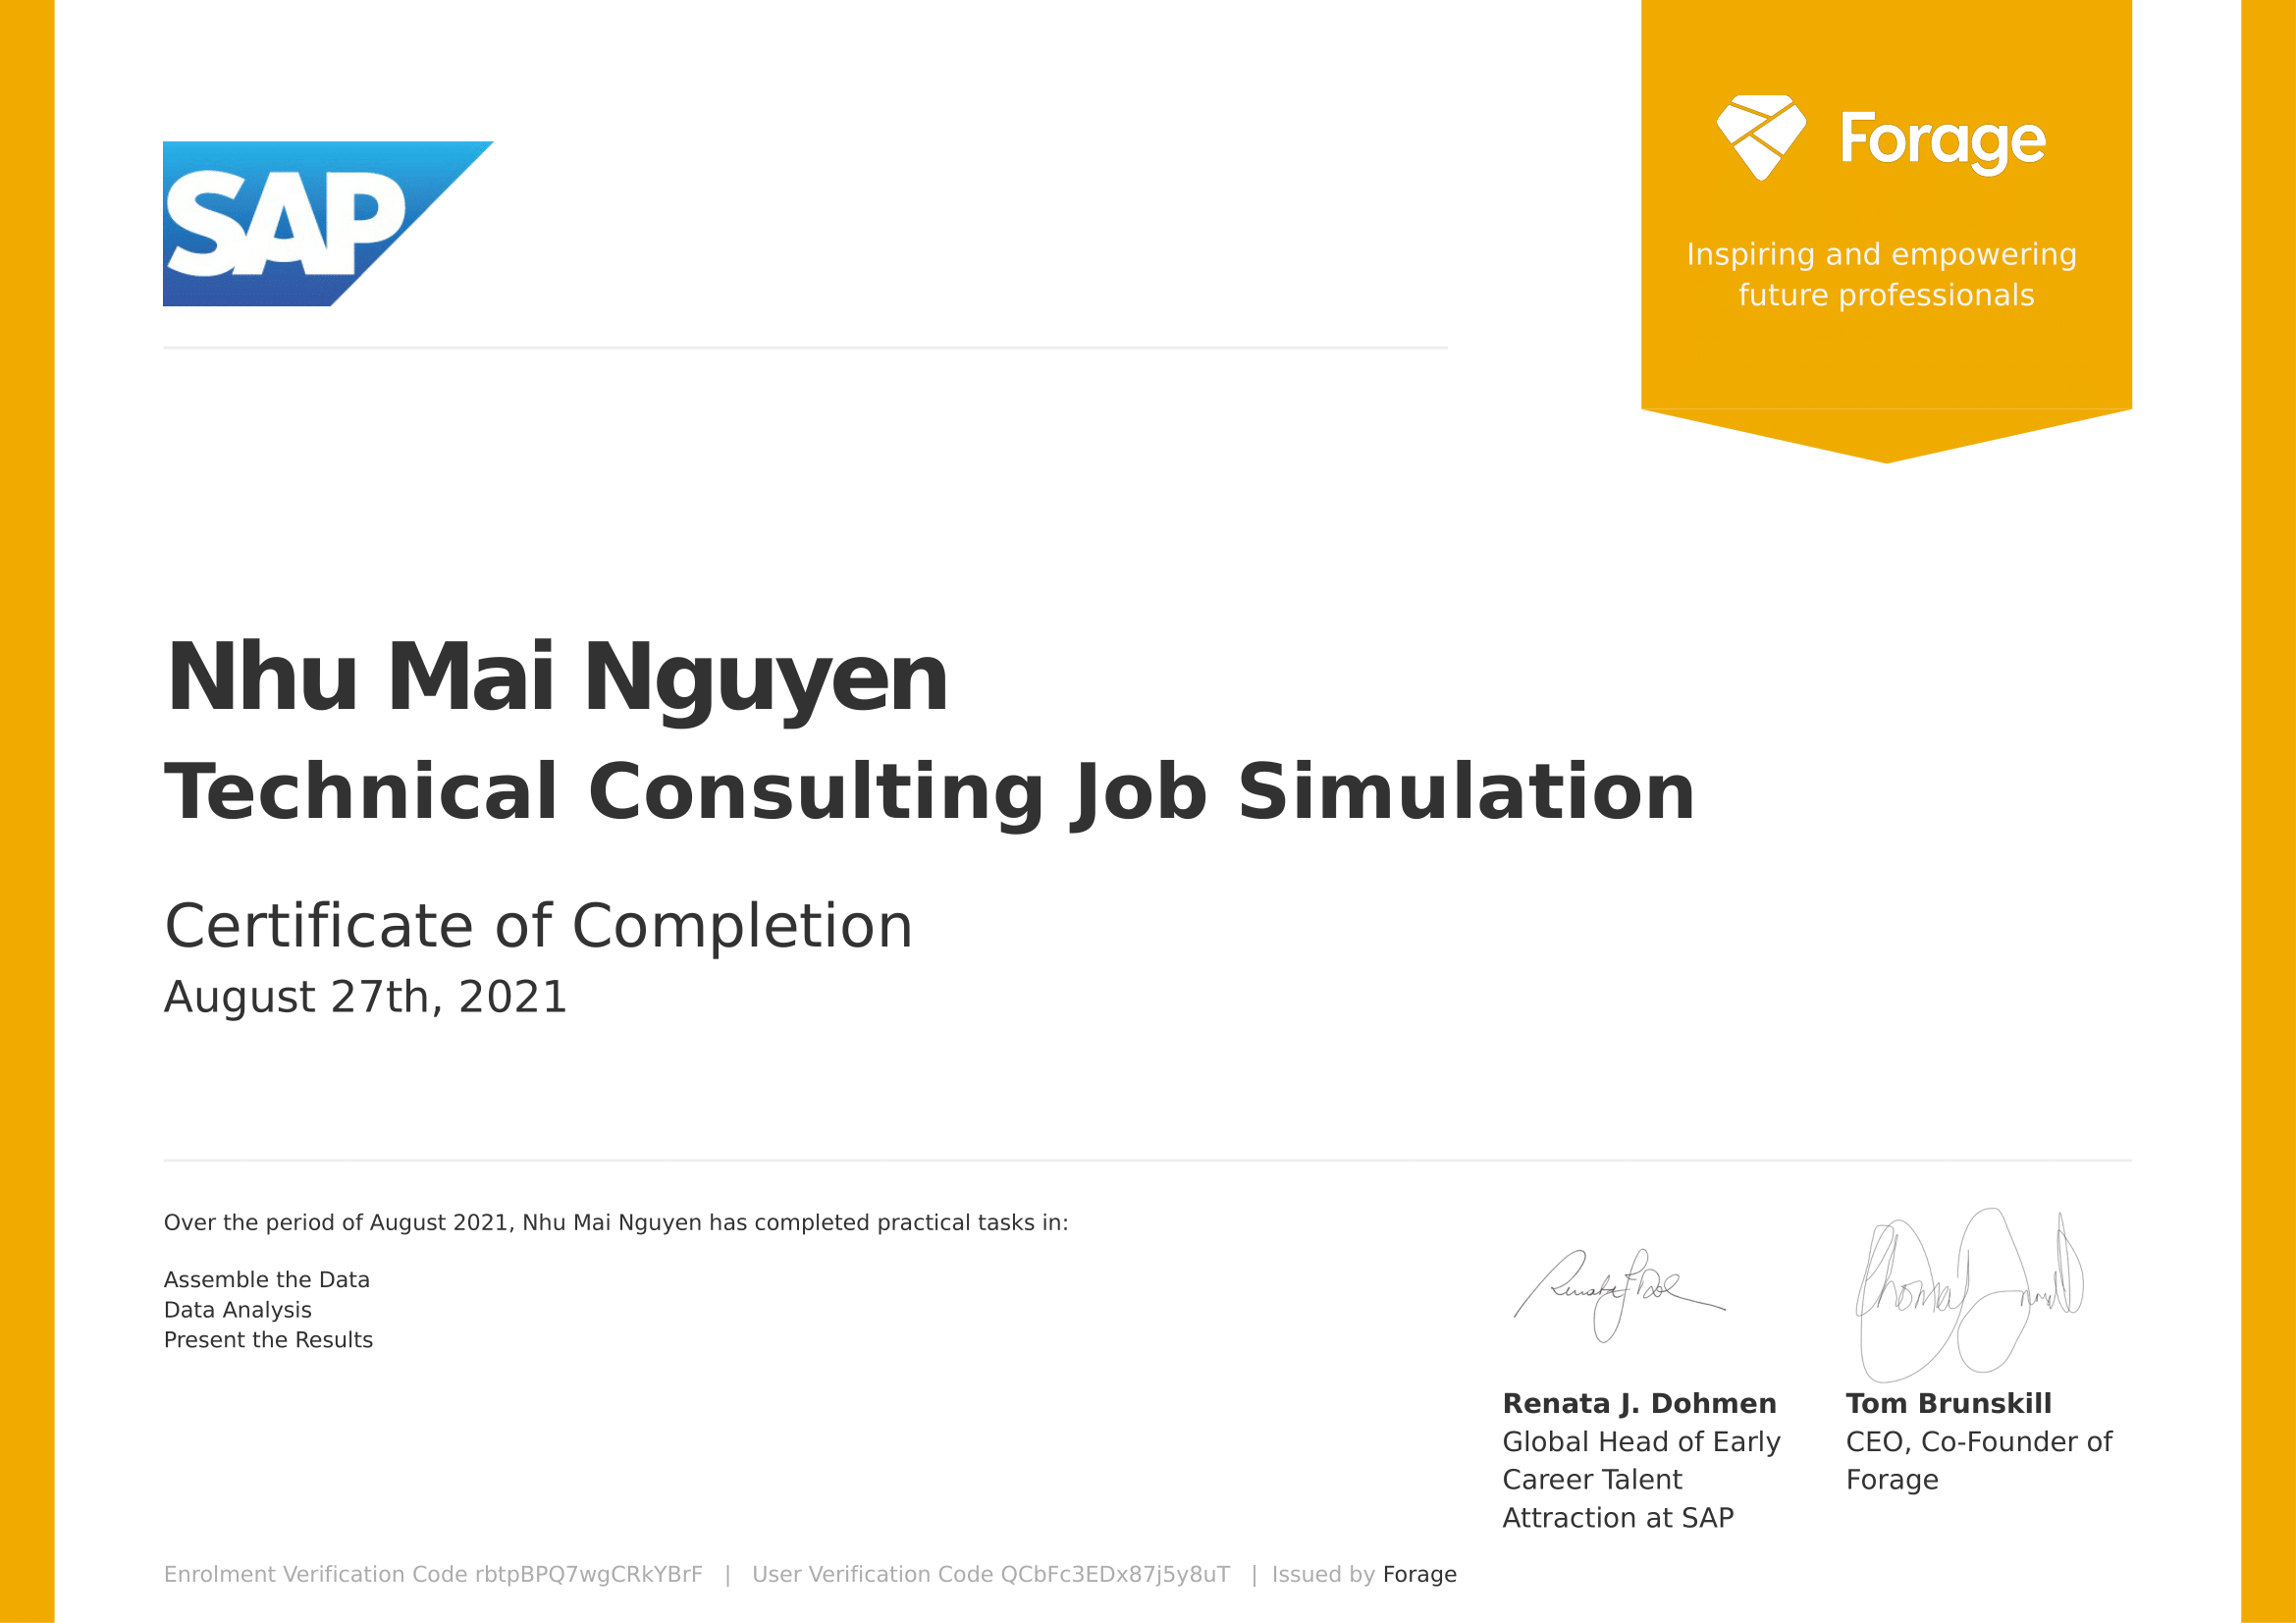 SAP
Forage
Inspiring and empowering
future professionals
Nhu Mai Nguyen
Technical Consulting Job Simulation
Certificate of Completion
August 27th, 2021
Over the period of August 2021, Nhu Mai Nguyen has completed practical tasks in:
Assemble the Data
Data Analysis
Present the Results
Renata J. Dohmen
Global Head of Early
Career Talent
Attraction at SAP
Tom Brunskill
CEO, Co-Founder of
Forage
Enrolment Verification Code rbtpBPQ7wgCRkYBrF | User Verification Code QCbFc3EDx87j5y8uT | Issued by Forage